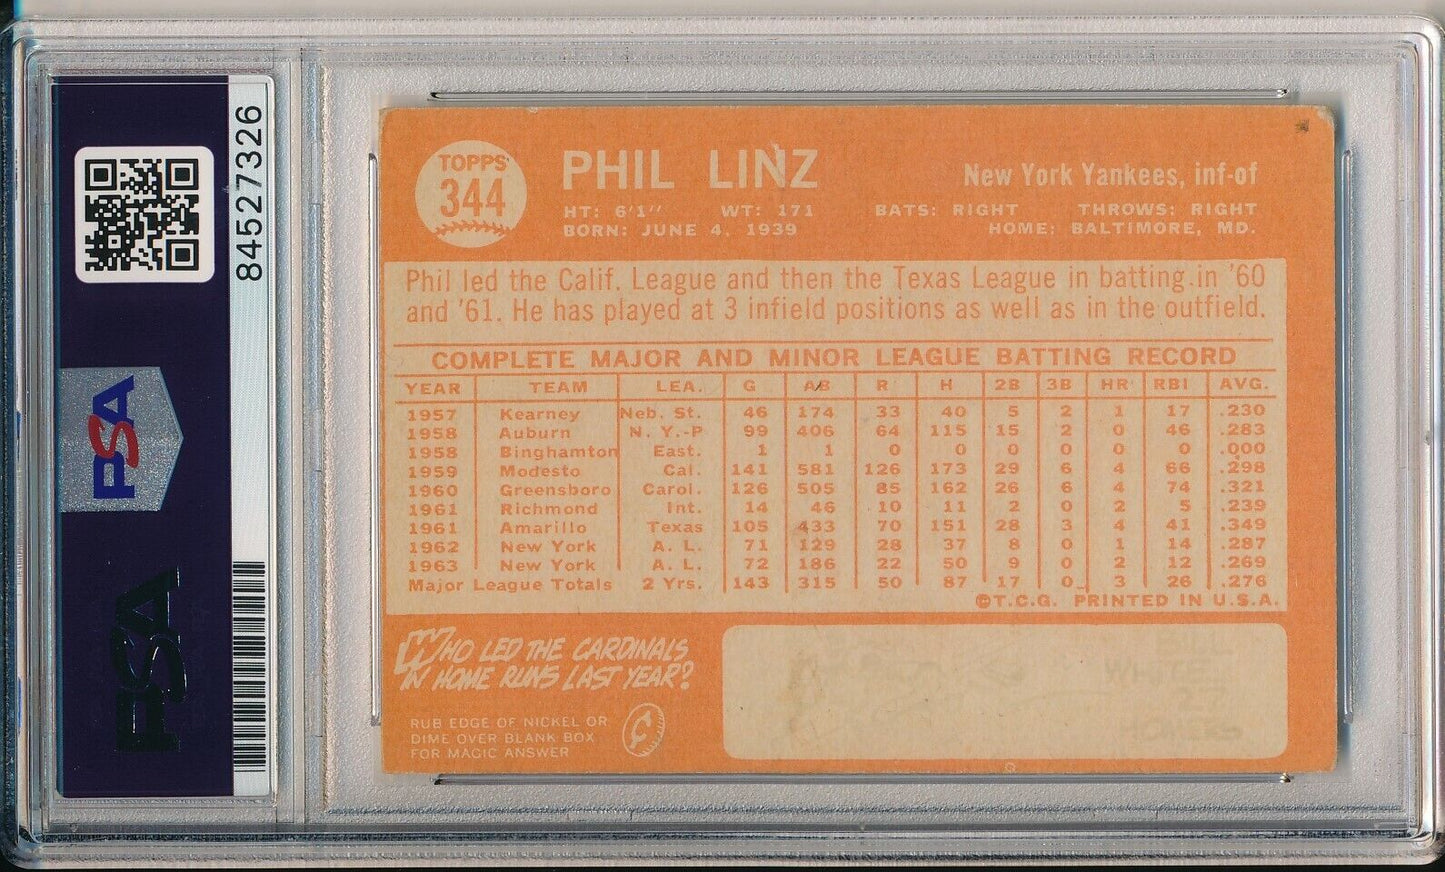 84527326
PSA
PSA
TOPPS
344
PHIL LINZ
New York Yankees, inf-of
HT: 6'1" WT: 171 BATS: RIGHT THROWS: RIGHT
BORN: JUNE 4, 1939 HOME: BALTIMORE, MD.
Phil led the Calif. League and then the Texas League in batting in '60
and '61. He has played at 3 infield positions as well as in the outfield.
COMPLETE MAJOR AND MINOR LEAGUE BATTING RECORD
YEAR TEAM LEA. G AB R H 2B 3B HR RBI AVG.
1957 Kearney Neb. St. 46 174 33 40 5 2 1 17 .230
1958 Auburn N. Y.-P 99 406 64 115 15 2 0 46 .283
1958 Binghamton East. 1 1 0 0 0 0 0 0 .000
1959 Modesto Cal. 141 581 126 173 29 6 4 66 .298
1960 Greensboro Carol. 126 505 85 162 26 6 4 74 .321
1961 Richmond Int. 14 46 10 11 2 0 2 5 .239
1961 Amarillo Texas 105 433 70 151 28 3 4 41 .349
1962 New York A. L. 71 129 28 37 8 0 1 14 .287
1963 New York A. L. 72 186 22 50 9 0 2 12 .269
Major League Totals 2 Yrs. 143 315 50 87 17 0 3 26 .276
©T.C.G. PRINTED IN U.S.A.
WHO LED THE CARDINALS
IN HOME RUNS LAST YEAR?
RUB EDGE OF NICKEL OR
DIME OVER BLANK BOX
FOR MAGIC ANSWER
BILL
WHITE
27